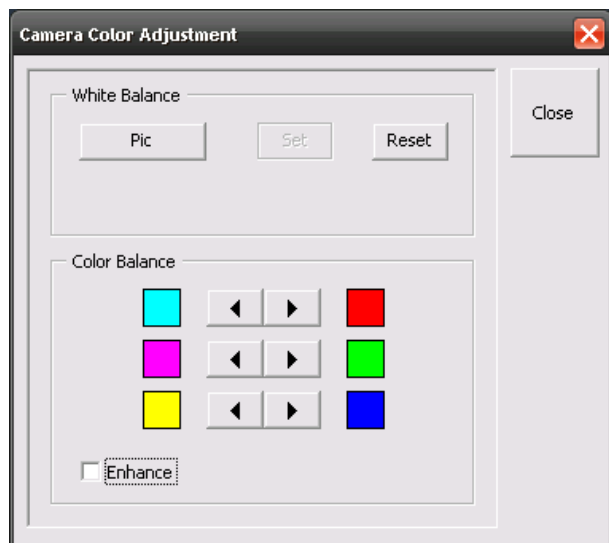 Camera Color Adjustment
White Balance
Close
Pic Set Reset
Color Balance
Enhance